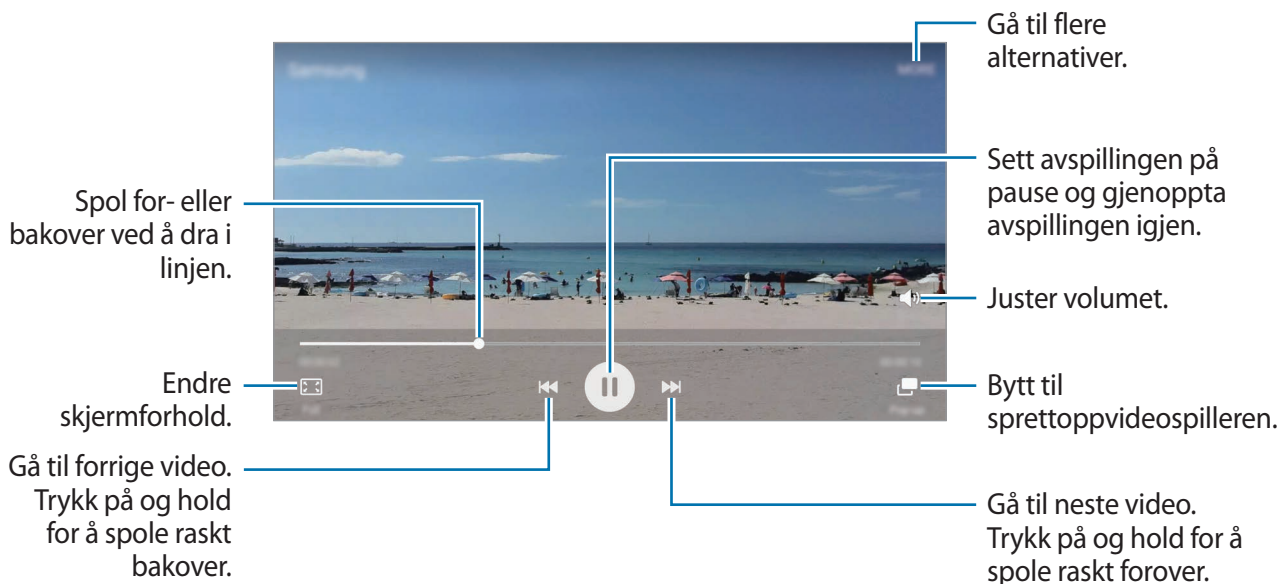 Gå til flere
alternativer.
Sett avspillingen på
pause og gjenoppta
avspillingen igjen.
Spol for- eller
bakover ved å dra i
linjen.
Juster volumet.
Endre
skjermforhold.
Bytt til
sprettoppvideospilleren.
Gå til forrige video.
Trykk på og hold
for å spole raskt
bakover.
Gå til neste video.
Trykk på og hold for å
spole raskt forover.